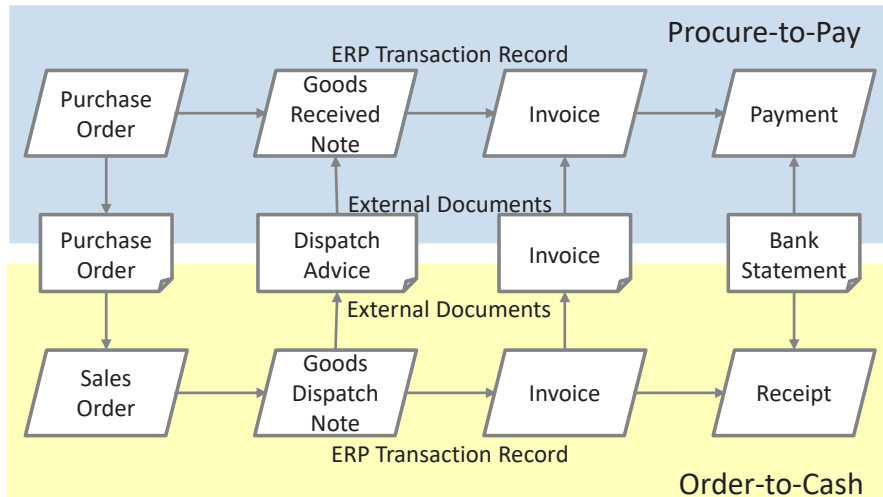 Procure-to-Pay
ERP Transaction Record
Purchase
Order
Goods
Received
Note
Invoice
Payment
External Documents
Purchase
Order
Dispatch
Advice
Invoice
Bank
Statement
External Documents
Sales
Order
Goods
Dispatch
Note
Invoice
Receipt
ERP Transaction Record
Order-to-Cash